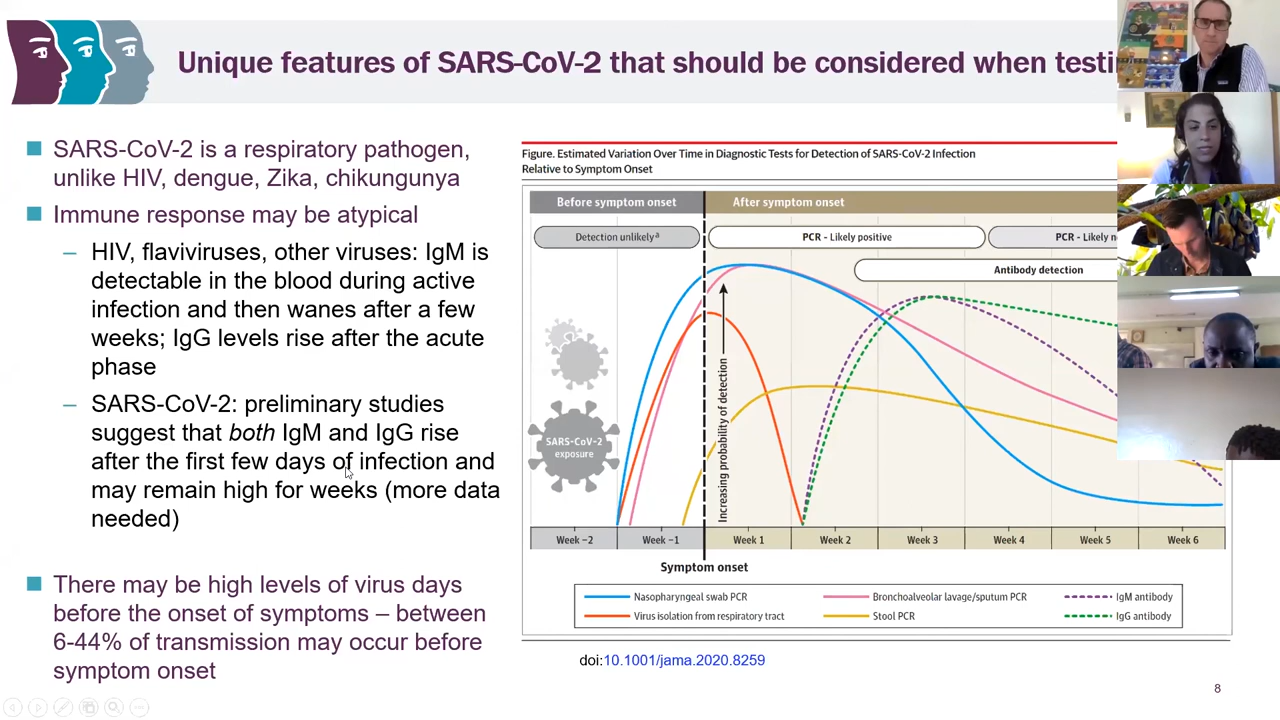 Unique features of SARS-CoV-2 that should be considered when testi
SARS-CoV-2 is a respiratory pathogen,
unlike HIV, dengue, Zika, chikungunya
Immune response may be atypical
– HIV, flaviviruses, other viruses: IgM is
detectable in the blood during active
infection and then wanes after a few
weeks; IgG levels rise after the acute
phase
– SARS-CoV-2: preliminary studies
suggest that both IgM and IgG rise
after the first few days of infection and
may remain high for weeks (more data
needed)
There may be high levels of virus days
before the onset of symptoms – between
6-44% of transmission may occur before
symptom onset
Figure. Estimated Variation Over Time in Diagnostic Tests for Detection of SARS-CoV-2 Infection
Relative to Symptom Onset
Before symptom onset
After symptom onset
Detection unlikelyᵃ
PCR - Likely positive
PCR - Likely n
Antibody detection
Increasing probability of detection
SARS-CoV-2
exposure
Week –2
Week –1
Week 1
Week 2
Week 3
Week 4
Week 5
Week 6
Symptom onset
Nasopharyngeal swab PCR
Bronchoalveolar lavage/sputum PCR
IgM antibody
Virus isolation from respiratory tract
Stool PCR
IgG antibody
doi:10.1001/jama.2020.8259
8